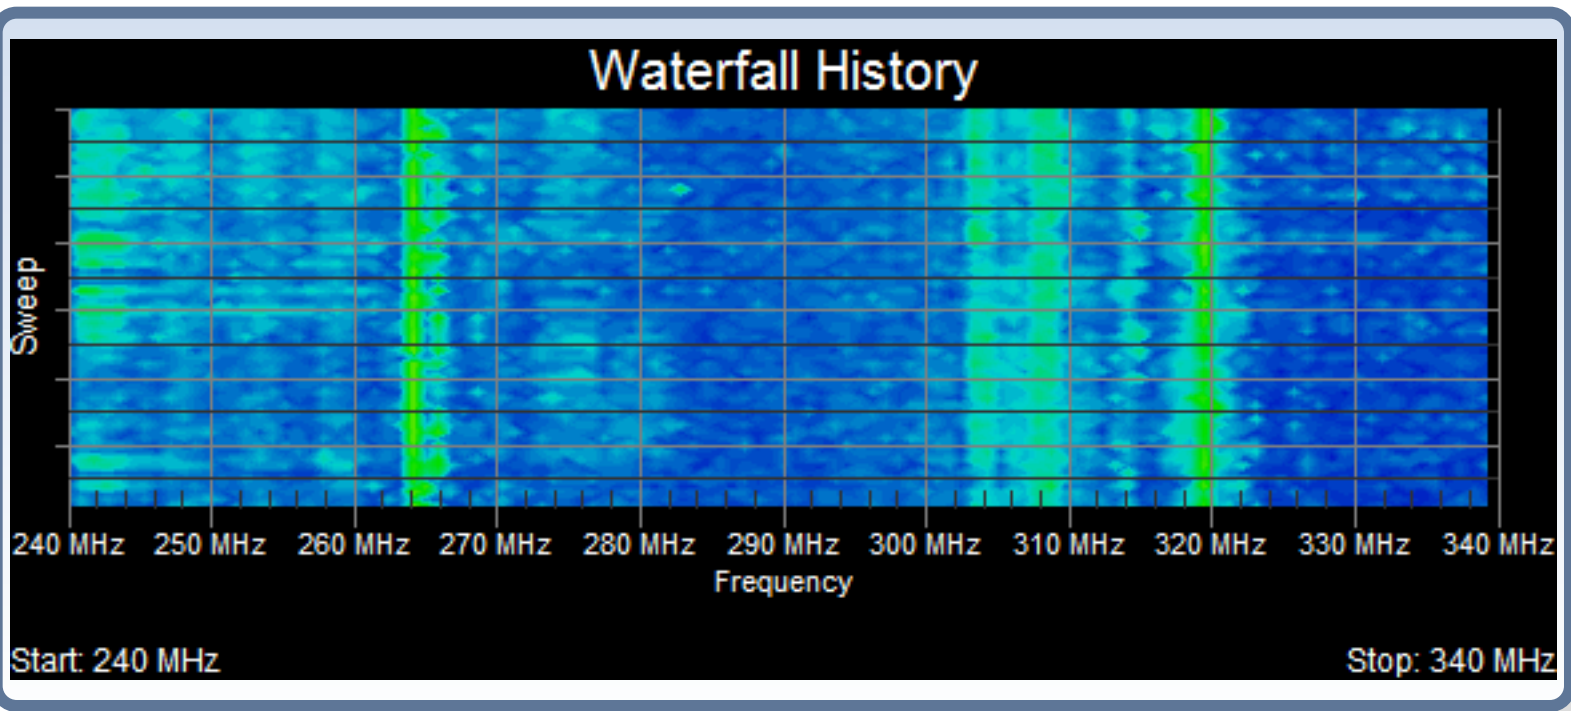 Waterfall History
Sweep
240 MHz 250 MHz 260 MHz 270 MHz 280 MHz 290 MHz 300 MHz 310 MHz 320 MHz 330 MHz 340 MHz
Frequency
Start: 240 MHz Stop: 340 MHz